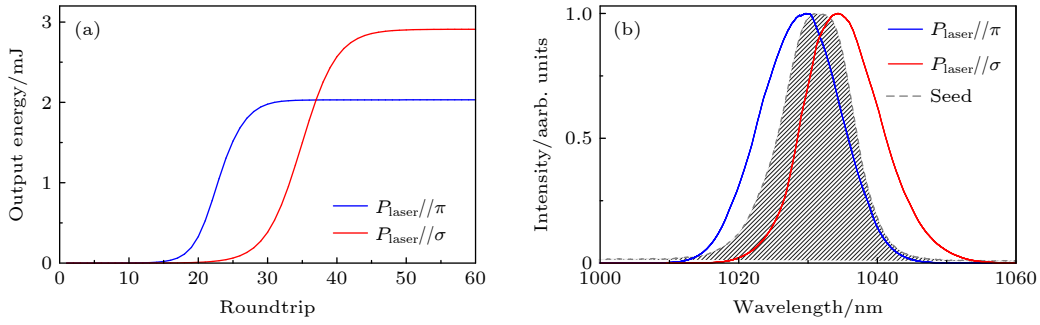 (a)
Output energy/mJ
3
2
1
0
0 10 20 30 40 50 60
Roundtrip
P_laser//π
P_laser//σ
(b)
Intensity/aarb. units
1.0
0.5
0
1000 1020 1040 1060
Wavelength/nm
P_laser//π
P_laser//σ
Seed